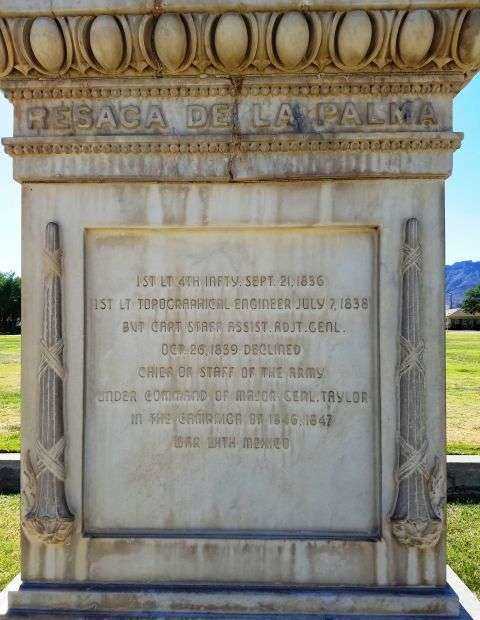 RESACA DE LA PALMA
1ST LT 4TH INFTY. SEPT. 21, 1836
1ST LT TOPOGRAPHICAL ENGINEER JULY 7, 1838
BUT CAPT STAFF ASSIST. ADJT. GENL.
OCT. 26, 1839 DECLINED
CHIEF OF STAFF OF THE ARMY
UNDER COMMAND OF MAJOR GENL. TAYLOR
IN THE CAMPAIGN OF 1846, 1847
WAR WITH MEXICO